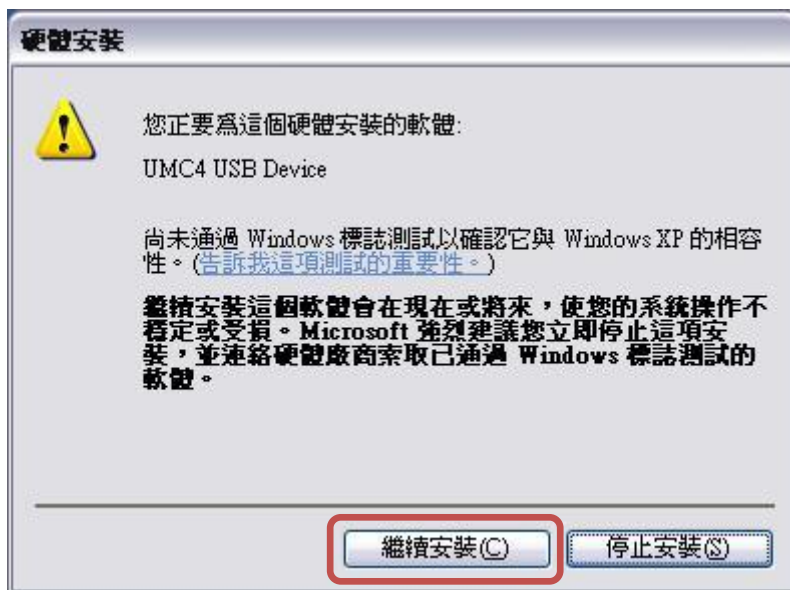 硬體安裝
您正要為這個硬體安裝的軟體:
UMC4 USB Device
尚未通過 Windows 標誌測試以確認它與 Windows XP 的相容
性。(告訴我這項測試的重要性。)
繼續安裝這個軟體會在現在或將來，使您的系統操作不
穩定或受損。Microsoft 強烈建議您立即停止這項安
裝，並連絡硬體廠商索取已通過 Windows 標誌測試的
軟體。
繼續安裝(C)
停止安裝(S)